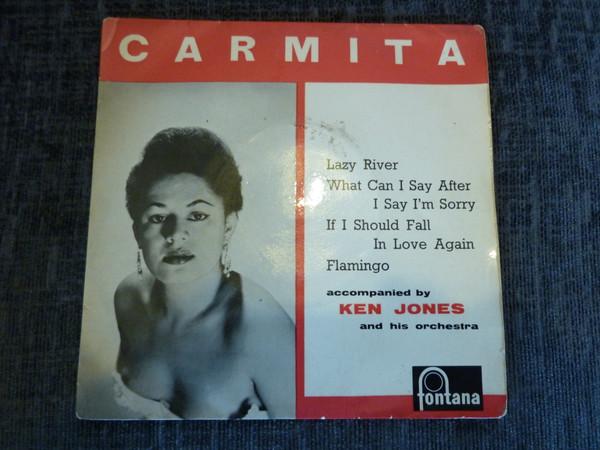 CARMITA
Lazy River
What Can I Say After
I Say I'm Sorry
If I Should Fall
In Love Again
Flamingo
accompanied by
KEN JONES
and his orchestra
fontana